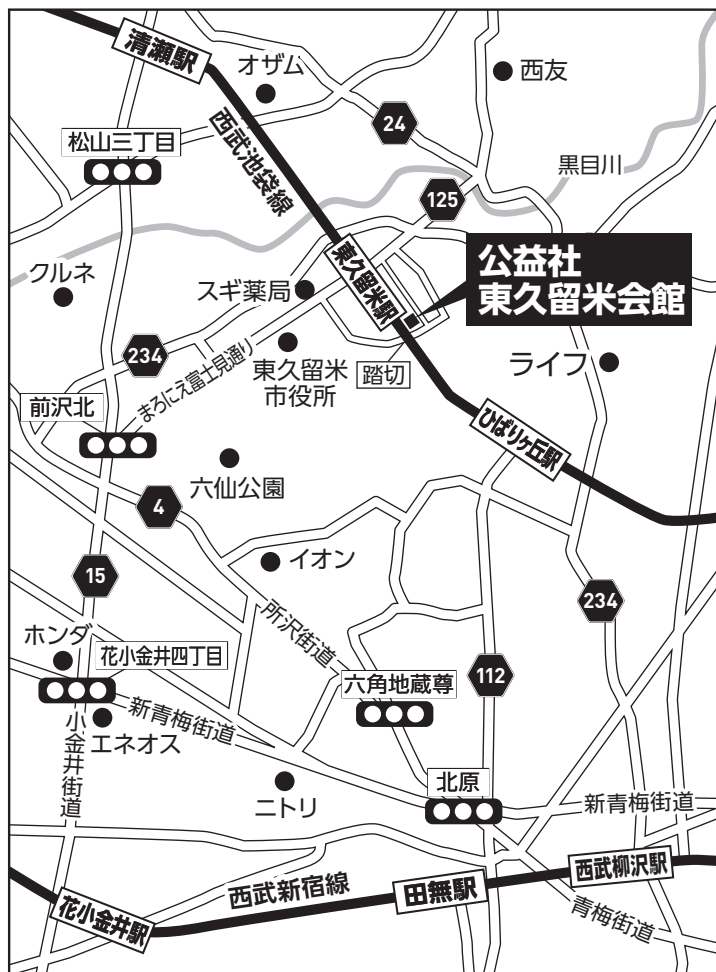 清瀬駅
オザム
西友
24
松山三丁目
西武池袋線
黒目川
125
公益社
東久留米会館
クルネ
スギ薬局
東久留米駅
234
まろにえ富士見通り
東久留米
市役所
踏切
ライフ
前沢北
ひばりヶ丘駅
六仙公園
4
イオン
15
所沢街道
234
ホンダ
花小金井四丁目
六角地蔵尊
112
新青梅街道
エネオス
小金井街道
ニトリ
北原
新青梅街道
西武新宿線
田無駅
西武柳沢駅
花小金井駅
青梅街道